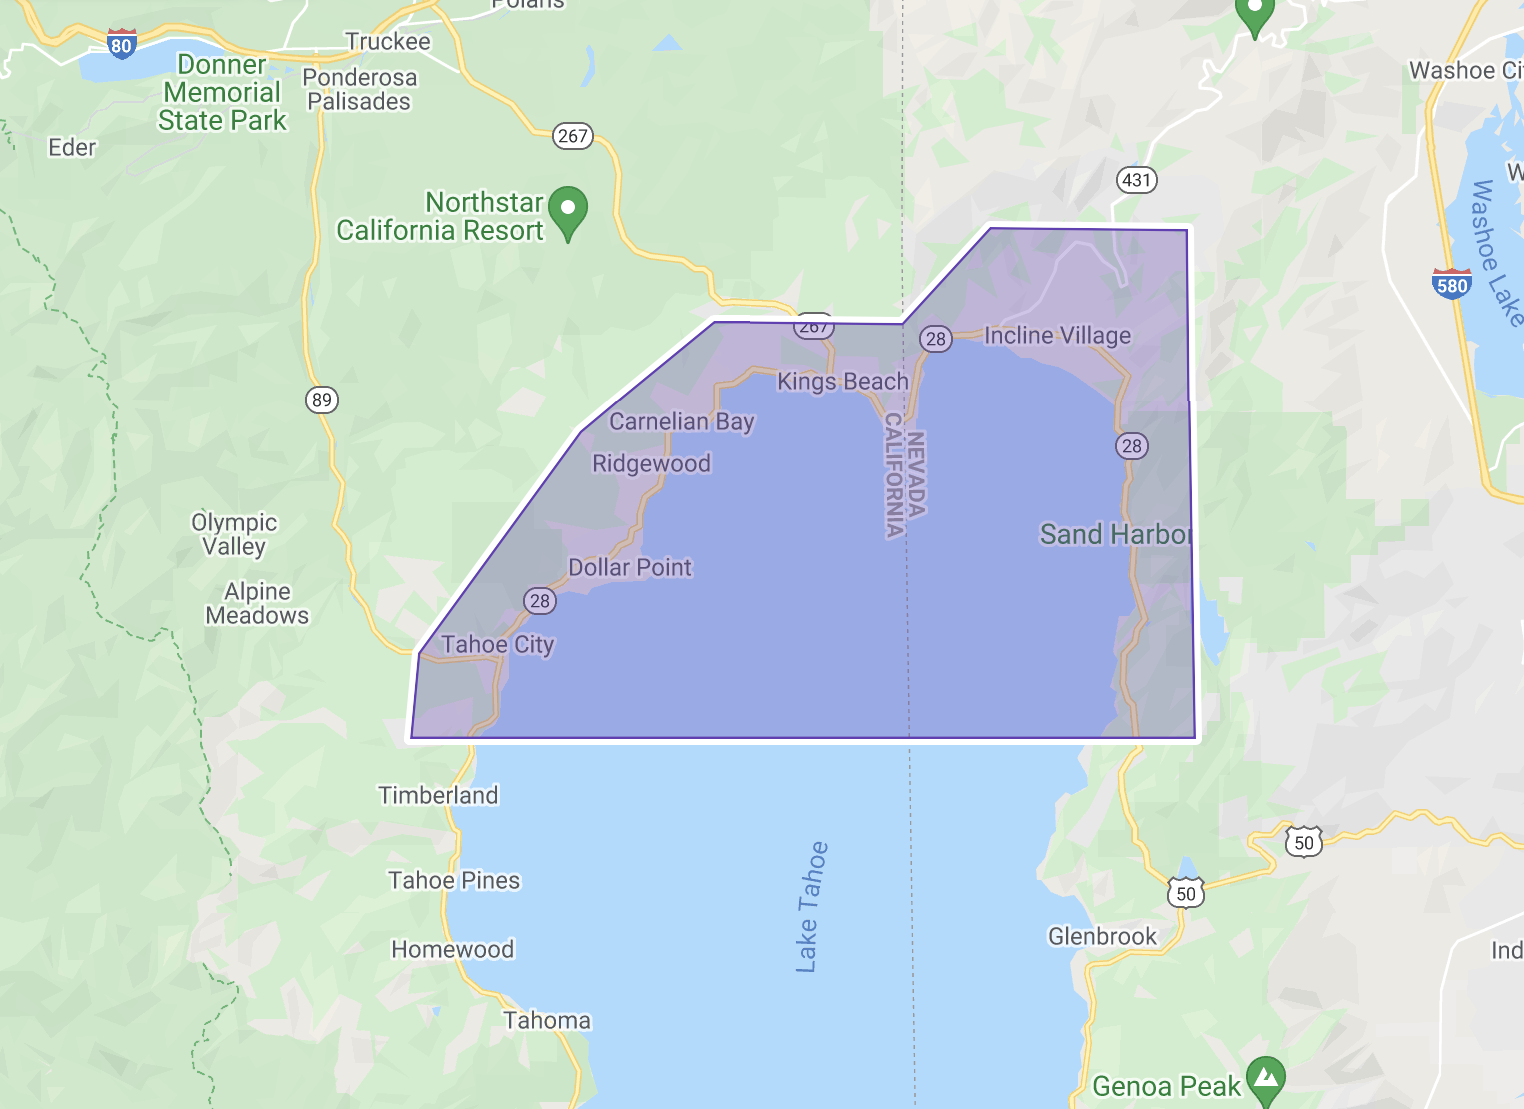 Polaris
80
Truckee
Donner
Memorial
State Park
Ponderosa
Palisades
Washoe Ci
267
Eder
431
W
Northstar
California Resort
Washoe Lake
580
267
28
Incline Village
Kings Beach
89
Carnelian Bay
NEVADA
CALIFORNIA
28
Ridgewood
Olympic
Valley
Sand Harbor
Dollar Point
Alpine
Meadows
28
Tahoe City
Timberland
50
Lake Tahoe
Tahoe Pines
50
Glenbrook
Homewood
Ind
Tahoma
Genoa Peak